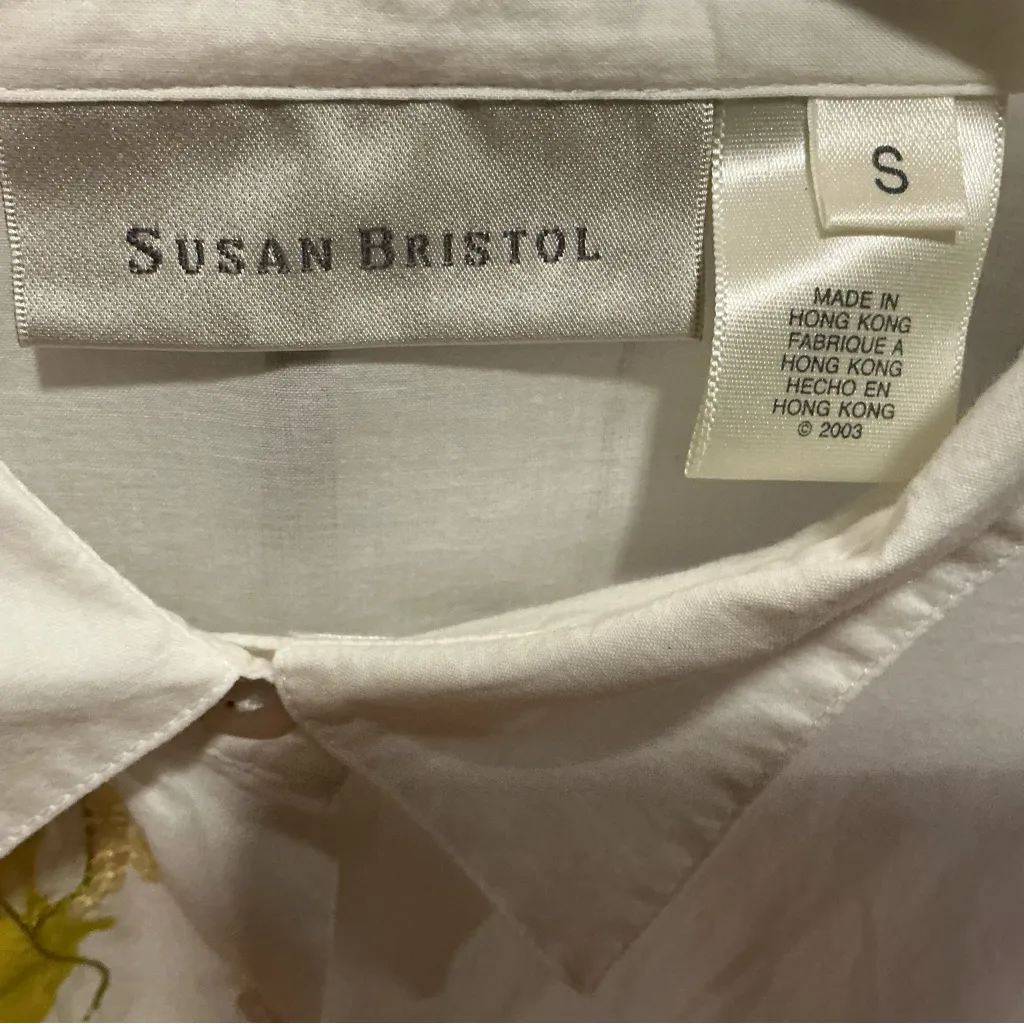 SUSAN BRISTOL
S
MADE IN
HONG KONG
FABRIQUE A
HONG KONG
HECHO EN
HONG KONG
© 2003